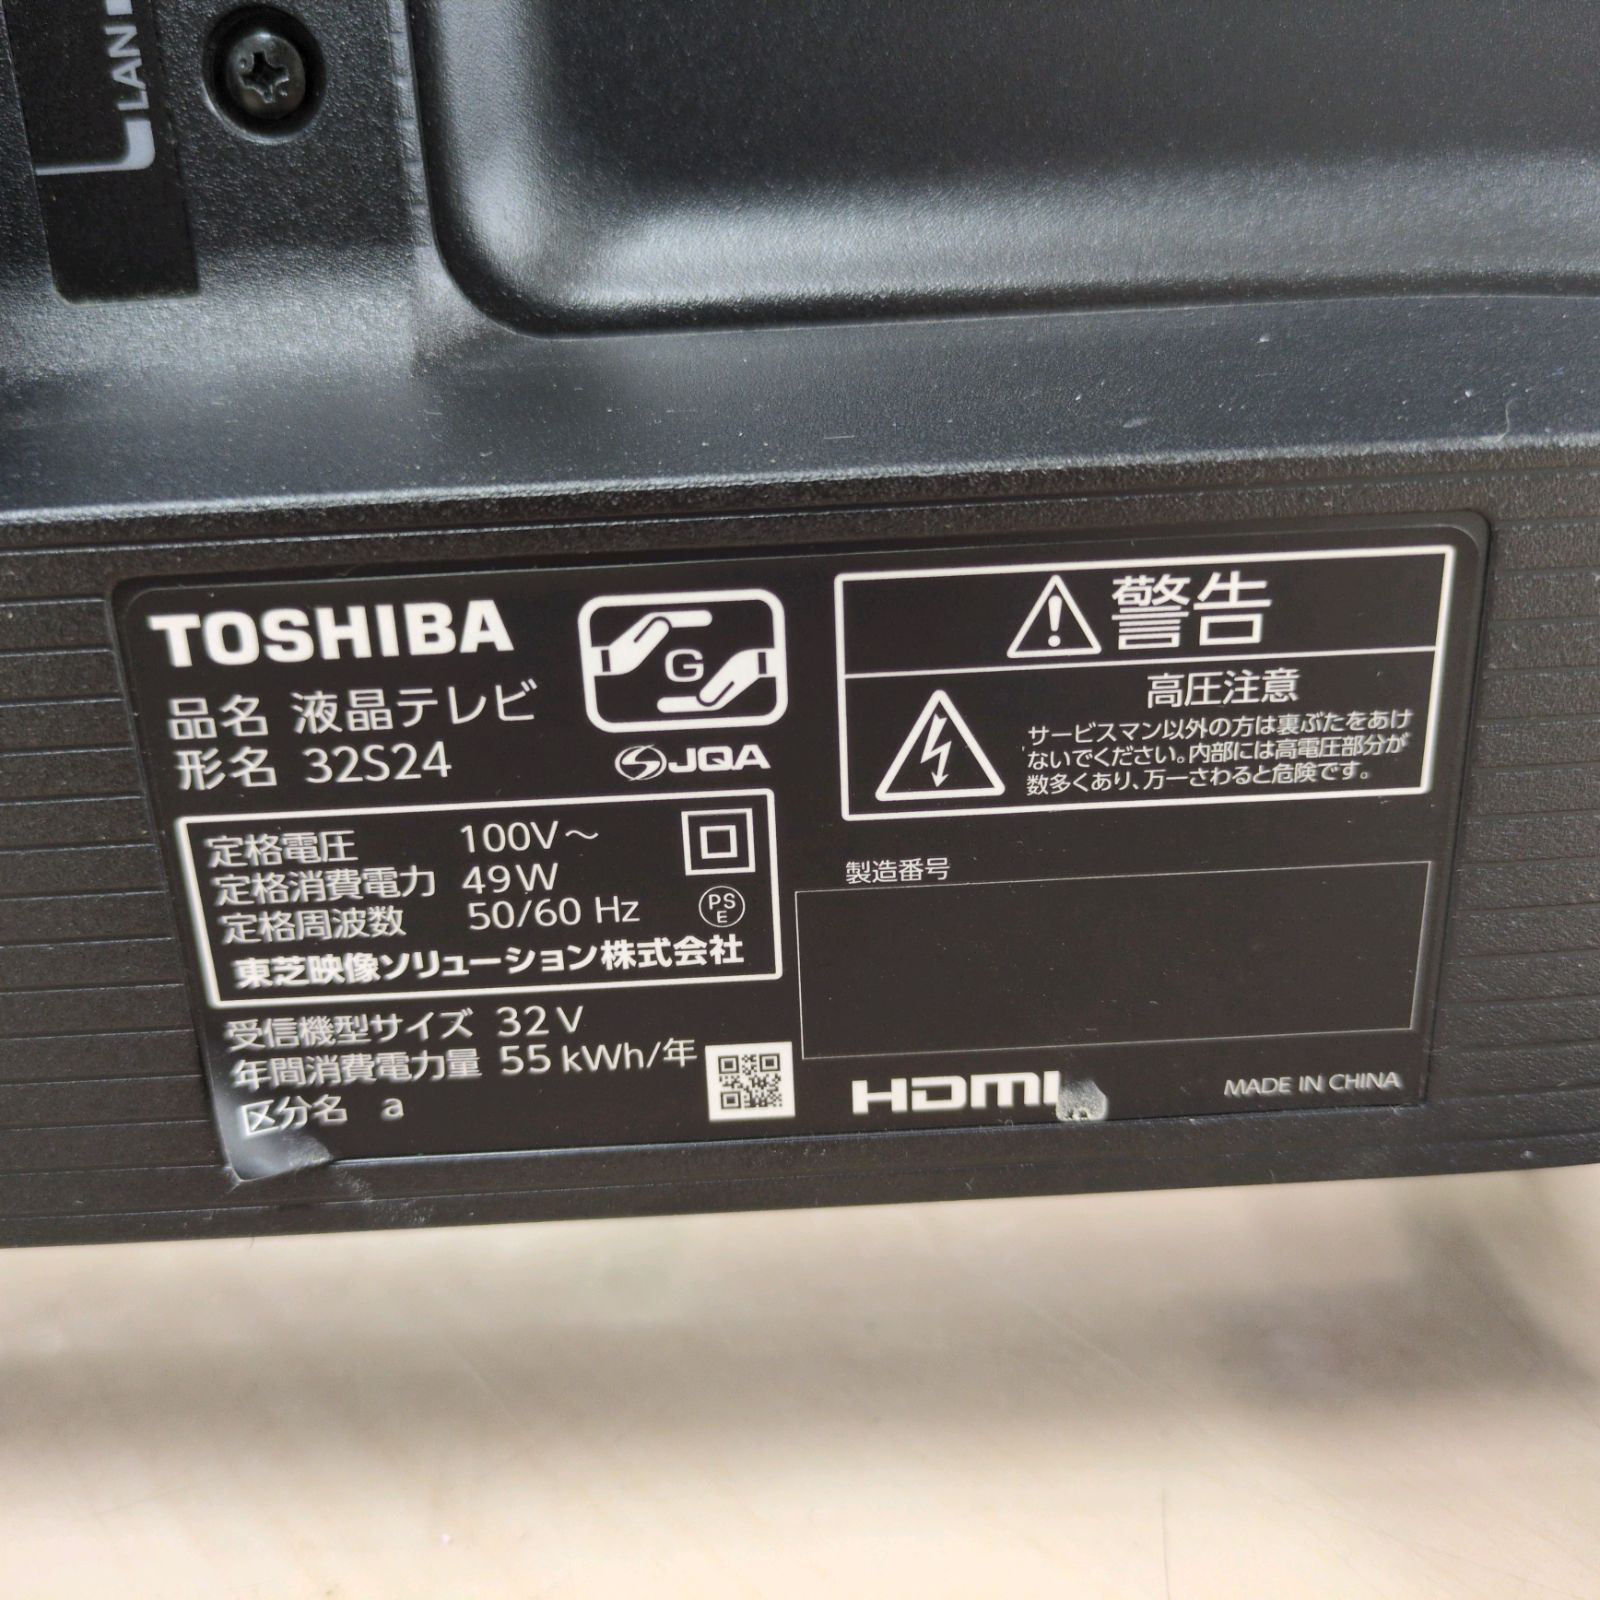 LAN
TOSHIBA
品名 液晶テレビ
形名 32S24
G
JQA
定格電圧 100V～
定格消費電力 49W
定格周波数 50/60 Hz
PS
E
東芝映像ソリューション株式会社
受信機型サイズ 32V
年間消費電力量 55 kWh/年
区分名 a
警告
高圧注意
サービスマン以外の方は裏ぶたをあけ
ないでください。内部には高電圧部分が
数多くあり、万一さわると危険です。
製造番号
HDMI
MADE IN CHINA